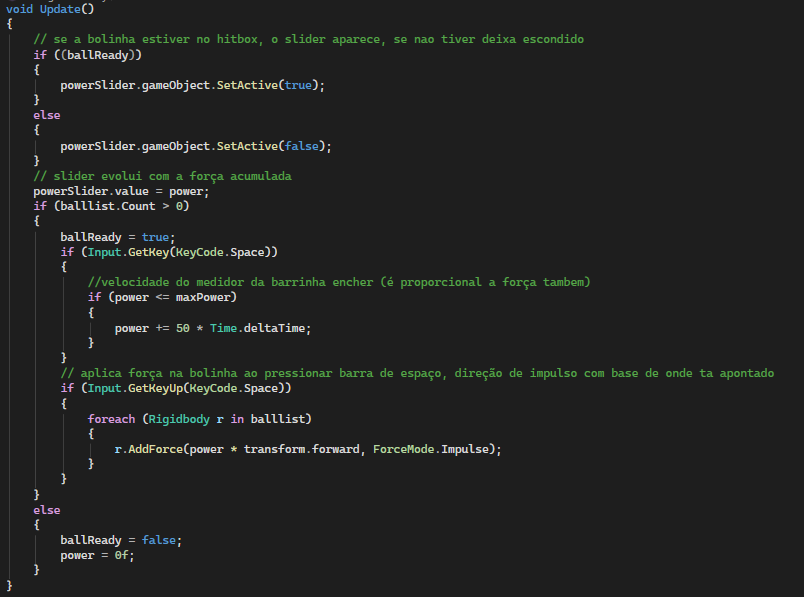 void Update()
{
    // se a bolinha estiver no hitbox, o slider aparece, se nao tiver deixa escondido
    if ((ballReady))
    {
        powerSlider.gameObject.SetActive(true);
    }
    else
    {
        powerSlider.gameObject.SetActive(false);
    }
    // slider evolui com a força acumulada
    powerSlider.value = power;
    if (balllist.Count > 0)
    {
        ballReady = true;
        if (Input.GetKey(KeyCode.Space))
        {
            //velocidade do medidor da barrinha encher (é proporcional a força tambem)
            if (power <= maxPower)
            {
                power += 50 * Time.deltaTime;
            }
        }
        // aplica força na bolinha ao pressionar barra de espaço, direção de impulso com base de onde ta apontado
        if (Input.GetKeyUp(KeyCode.Space))
        {
            foreach (Rigidbody r in balllist)
            {
                r.AddForce(power * transform.forward, ForceMode.Impulse);
            }
        }
    }
    else
    {
        ballReady = false;
        power = 0f;
    }
}